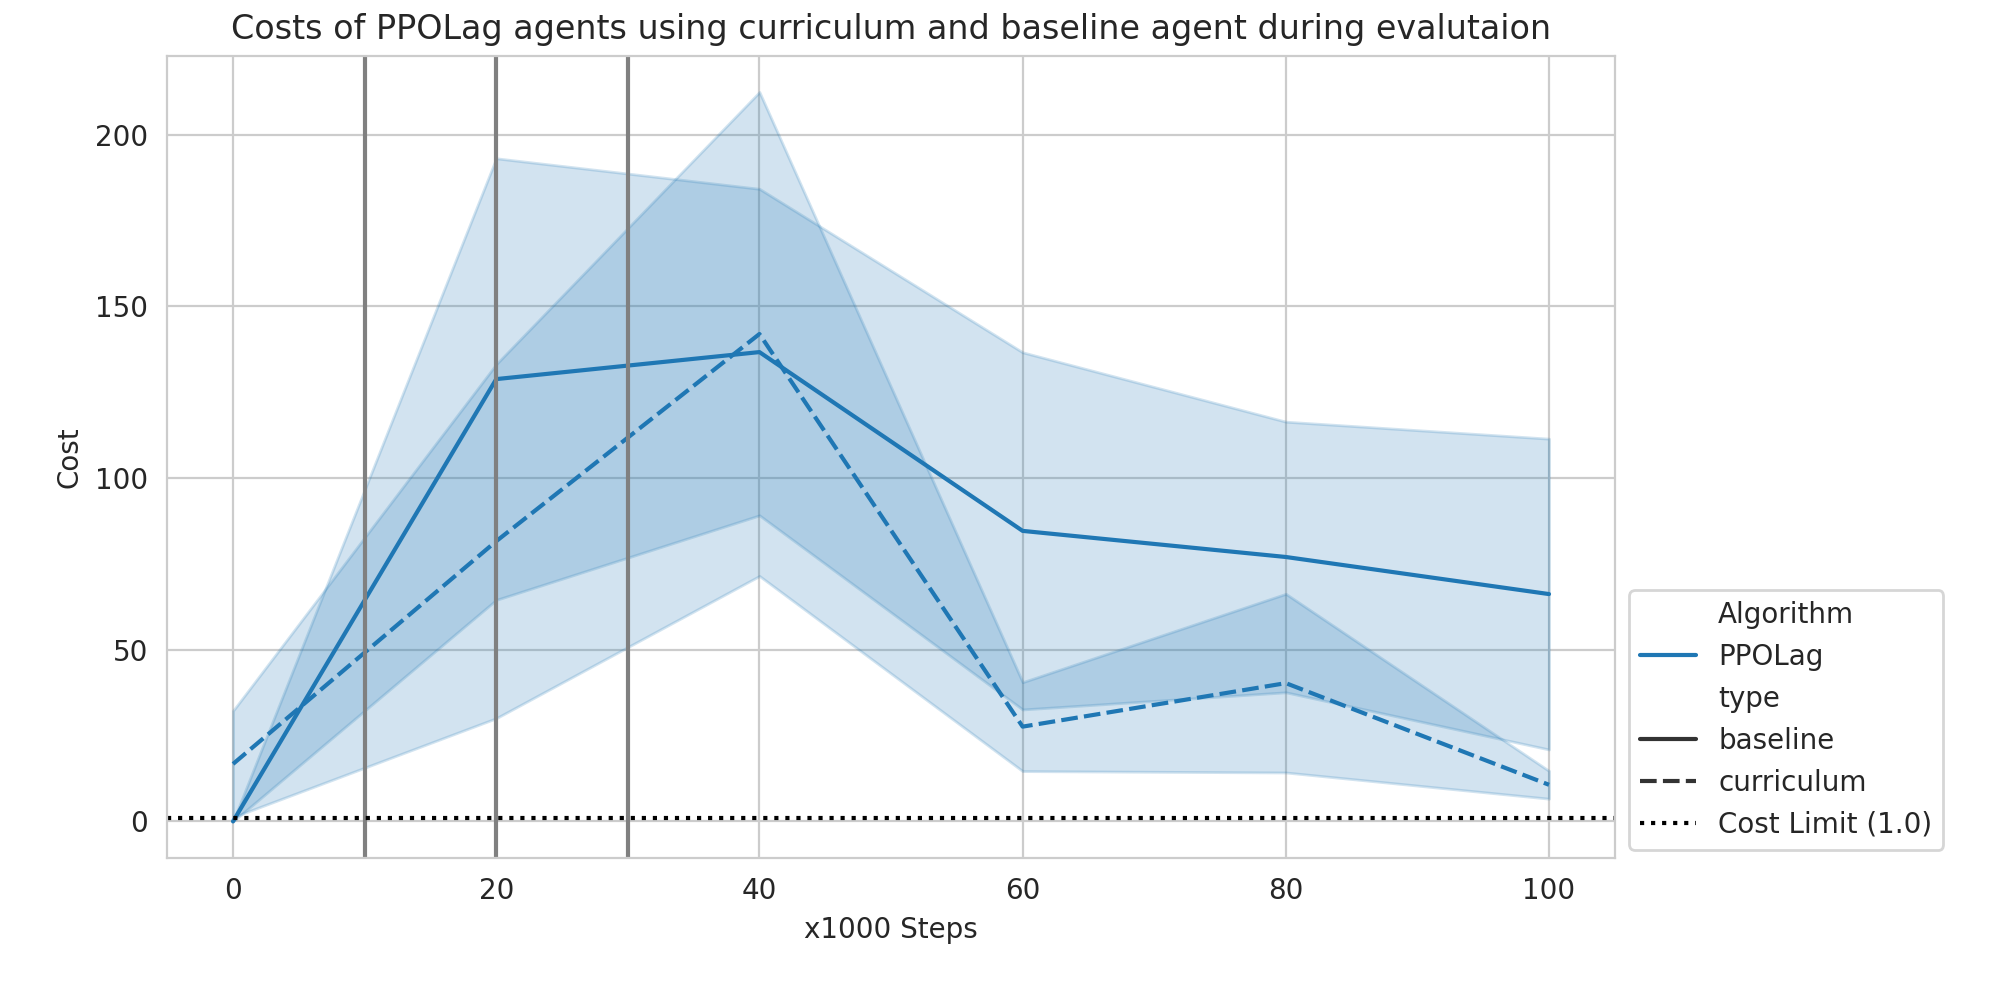 Costs of PPOLag agents using curriculum and baseline agent during evalutaion
200
150
100
50
0
Cost
0 20 40 60 80 100
x1000 Steps
Algorithm
PPOLag
type
baseline
curriculum
Cost Limit (1.0)